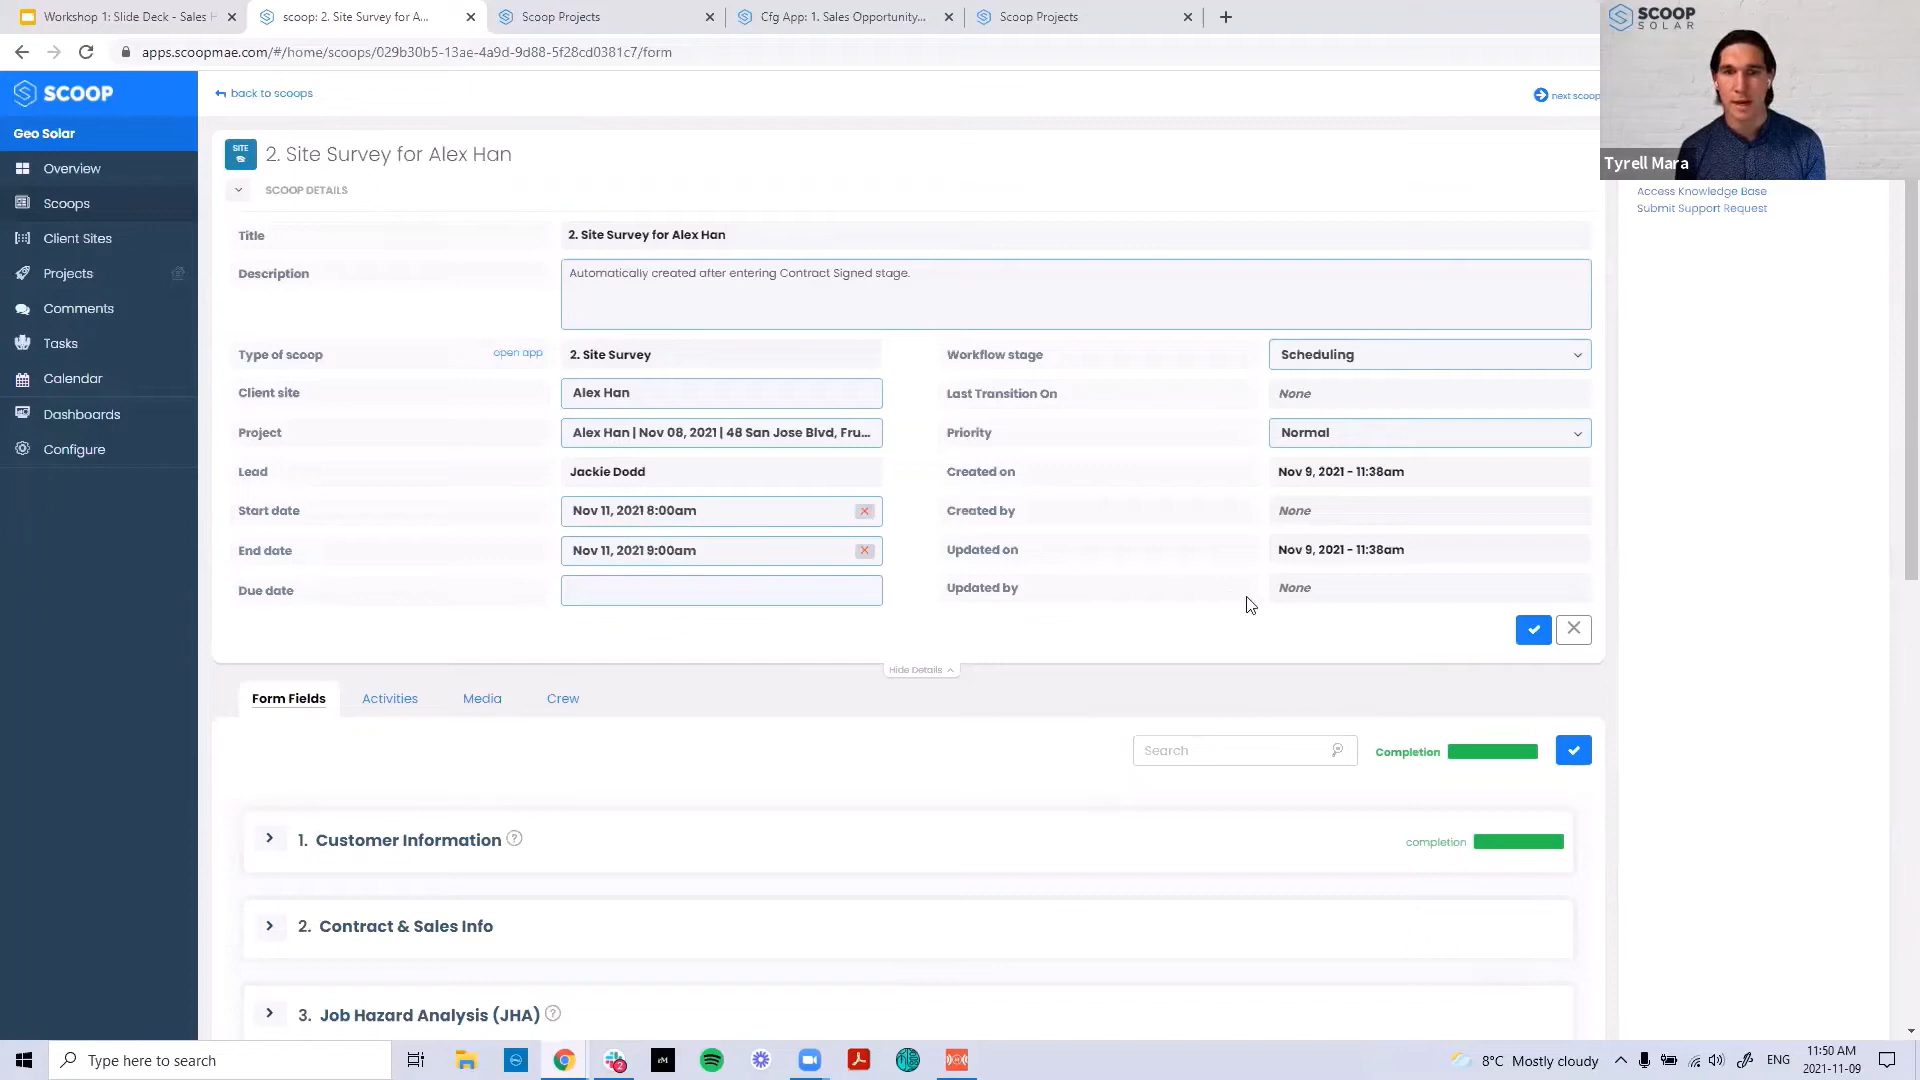 Workshop 1: Slide Deck - Sales H
scoop: 2. Site Survey for A...
Scoop Projects
Cfg App: 1. Sales Opportunity...
Scoop Projects
apps.scoopmae.com/#/home/scoops/029b30b5-13ae-4a9d-9d88-5f28cd0381c7/form
SCOOP
SOLAR
Tyrell Mara
SCOOP
Geo Solar
Overview
Scoops
Client Sites
Projects
Comments
Tasks
Calendar
Dashboards
Configure
back to scoops
next scoop
Access Knowledge Base
Submit Support Request
SITE
2. Site Survey for Alex Han
SCOOP DETAILS
Title
2. Site Survey for Alex Han
Description
Automatically created after entering Contract Signed stage.
Type of scoop
open app
2. Site Survey
Workflow stage
Scheduling
Client site
Alex Han
Last Transition On
None
Project
Alex Han | Nov 08, 2021 | 48 San Jose Blvd, Fru...
Priority
Normal
Lead
Jackie Dodd
Created on
Nov 9, 2021 - 11:38am
Start date
Nov 11, 2021 8:00am
Created by
None
End date
Nov 11, 2021 9:00am
Updated on
Nov 9, 2021 - 11:38am
Due date
Updated by
None
Hide Details
Form Fields
Activities
Media
Crew
Search
Completion
1. Customer Information
completion
2. Contract & Sales Info
3. Job Hazard Analysis (JHA)
Type here to search
8°C Mostly cloudy
ENG
11:50 AM
2021-11-09